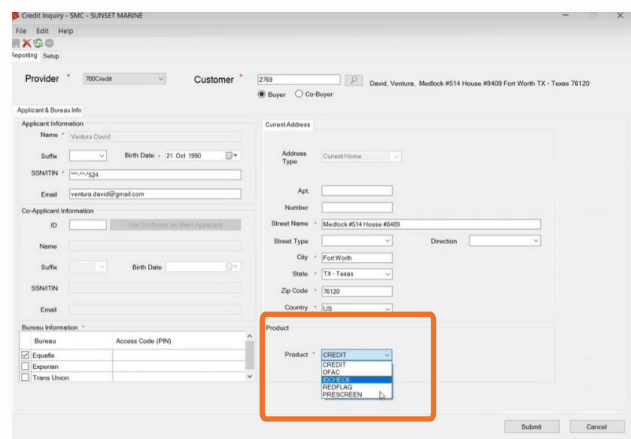 Credit Inquiry - SMC - SUNSET MARINE
File Edit Help
Reporting Setup
Provider * 700Credit Customer * 2769 David, Ventura, Medlock #514 House #8409 Fort Worth TX - Texas 76120
Buyer Co-Buyer
Applicant & Bureau Info
Applicant Information
Name * Ventura David
Suffix Birth Date * 21 Oct 1990
SSN/ITIN * ***-**-*524
Email ventura.david@gmail.com
Co-Applicant Information
ID Use Co-Buyer as Main Applicant
Name
Suffix Birth Date
SSN/ITIN
Email
Bureau Information *
Bureau Access Code (PIN)
Equafix
Experian
Trans Union
Current Address
Address Type Current Home
Apt.
Number
Street Name * Medlock #514 House #8409
Street Type Direction
City * Fort Worth
State * TX - Texas
Zip Code * 76120
Country * US
Product
Product * CREDIT
CREDIT
OFAC
IDCHECK
REDFLAG
PRESCREEN
Submit Cancel